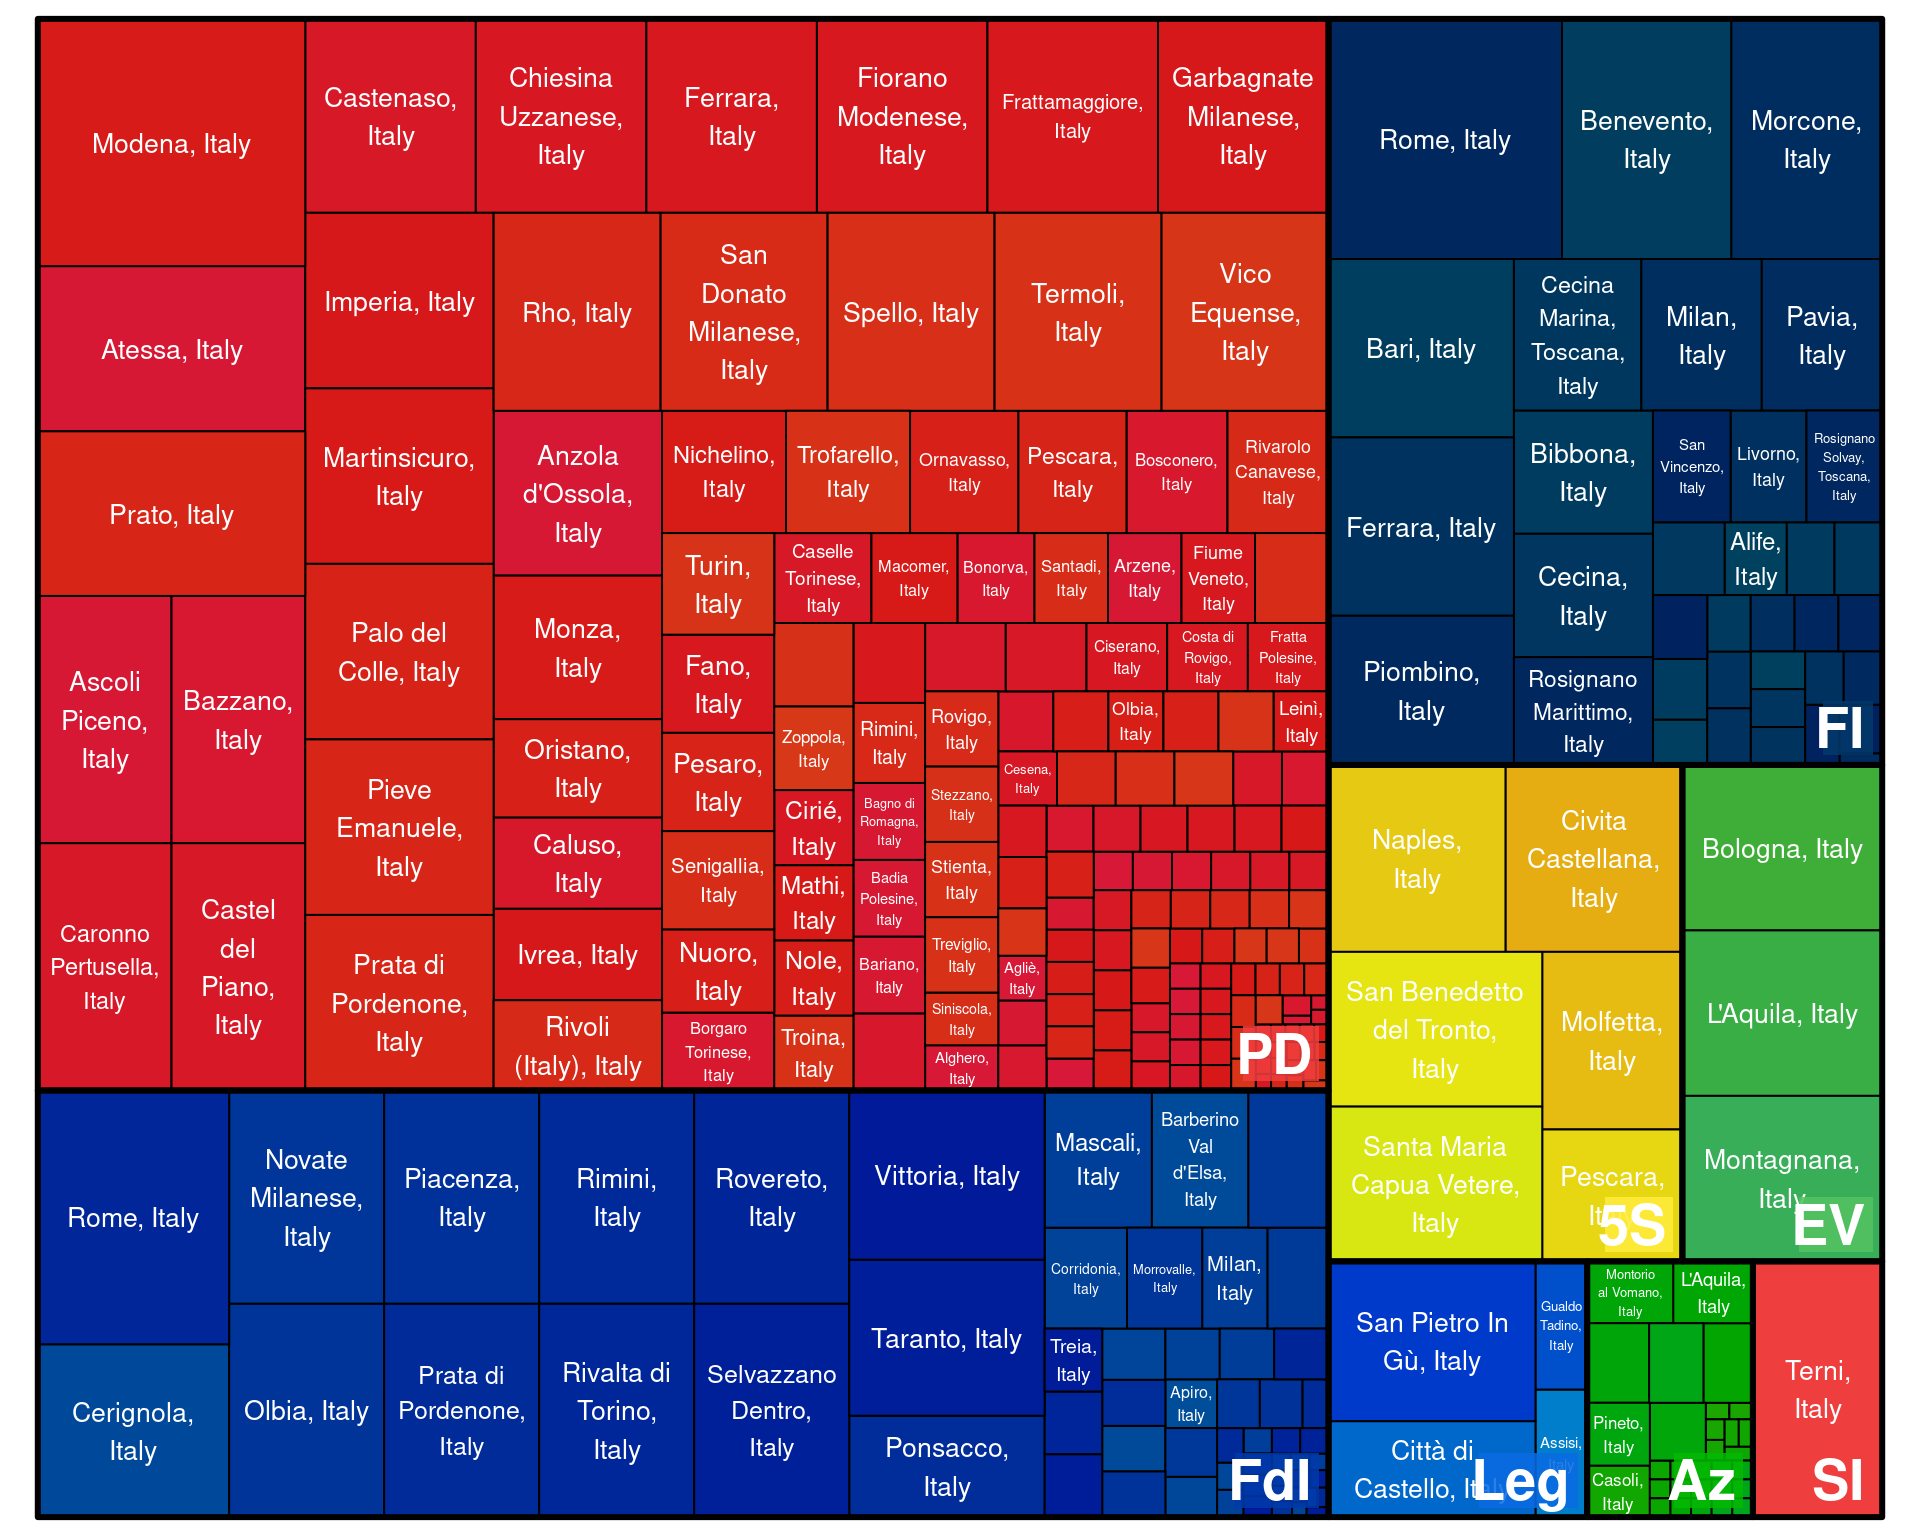 Modena, Italy
Castenaso,
Italy
Chiesina
Uzzanese,
Italy
Ferrara,
Italy
Fiorano
Modenese,
Italy
Frattamaggiore,
Italy
Garbagnate
Milanese,
Italy
Atessa, Italy
Prato, Italy
Ascoli
Piceno,
Italy
Bazzano,
Italy
Caronno
Pertusella,
Italy
Castel
del
Piano,
Italy
Imperia, Italy
Martinsicuro,
Italy
Palo del
Colle, Italy
Pieve
Emanuele,
Italy
Prata di
Pordenone,
Italy
Rho, Italy
San
Donato
Milanese,
Italy
Spello, Italy
Termoli,
Italy
Vico
Equense,
Italy
Anzola
d'Ossola,
Italy
Monza,
Italy
Oristano,
Italy
Caluso,
Italy
Ivrea, Italy
Rivoli
(Italy), Italy
Nichelino,
Italy
Trofarello,
Italy
Ornavasso,
Italy
Pescara,
Italy
Bosconero,
Italy
Rivarolo
Canavese,
Italy
Turin,
Italy
Fano,
Italy
Pesaro,
Italy
Senigallia,
Italy
Nuoro,
Italy
Borgaro
Torinese,
Italy
Caselle
Torinese,
Italy
Macomer,
Italy
Bonorva,
Italy
Santadi,
Italy
Arzene,
Italy
Fiume
Veneto,
Italy
Zoppola,
Italy
Cirié,
Italy
Mathi,
Italy
Nole,
Italy
Troina,
Italy
Rimini,
Italy
Bagno di
Romagna,
Italy
Badia
Polesine,
Italy
Bariano,
Italy
Ciserano,
Italy
Costa di
Rovigo,
Italy
Fratta
Polesine,
Italy
Rovigo,
Italy
Stezzano,
Italy
Stienta,
Italy
Treviglio,
Italy
Siniscola,
Italy
Alghero,
Italy
Olbia,
Italy
Leinì,
Italy
Cesena,
Italy
Agliè,
Italy
PD
Rome, Italy
Benevento,
Italy
Morcone,
Italy
Bari, Italy
Ferrara, Italy
Piombino,
Italy
Cecina
Marina,
Toscana,
Italy
Milan,
Italy
Pavia,
Italy
Bibbona,
Italy
Cecina,
Italy
Rosignano
Marittimo,
Italy
San
Vincenzo,
Italy
Livorno,
Italy
Rosignano
Solvay,
Toscana,
Italy
Alife,
Italy
FI
Naples,
Italy
Civita
Castellana,
Italy
San Benedetto
del Tronto,
Italy
Molfetta,
Italy
Santa Maria
Capua Vetere,
Italy
Pescara,
5S
Bologna, Italy
L'Aquila, Italy
Montagnana,
Italy
EV
Rome, Italy
Cerignola,
Italy
Novate
Milanese,
Italy
Piacenza,
Italy
Rimini,
Italy
Rovereto,
Italy
Olbia, Italy
Prata di
Pordenone,
Italy
Rivalta di
Torino,
Italy
Selvazzano
Dentro,
Italy
Vittoria, Italy
Taranto, Italy
Ponsacco,
Italy
Mascali,
Italy
Barberino
Val
d'Elsa,
Italy
Corridonia,
Italy
Morrovalle,
Italy
Milan,
Italy
Treia,
Italy
Apiro,
Italy
FdI
San Pietro In
Gù, Italy
Città di
Castello, Italy
Gualdo
Tadino,
Italy
Assisi,
Italy
Leg
Montorio
al Vomano,
Italy
L'Aquila,
Italy
Pineto,
Italy
Casoli,
Italy
Az
Terni,
Italy
SI